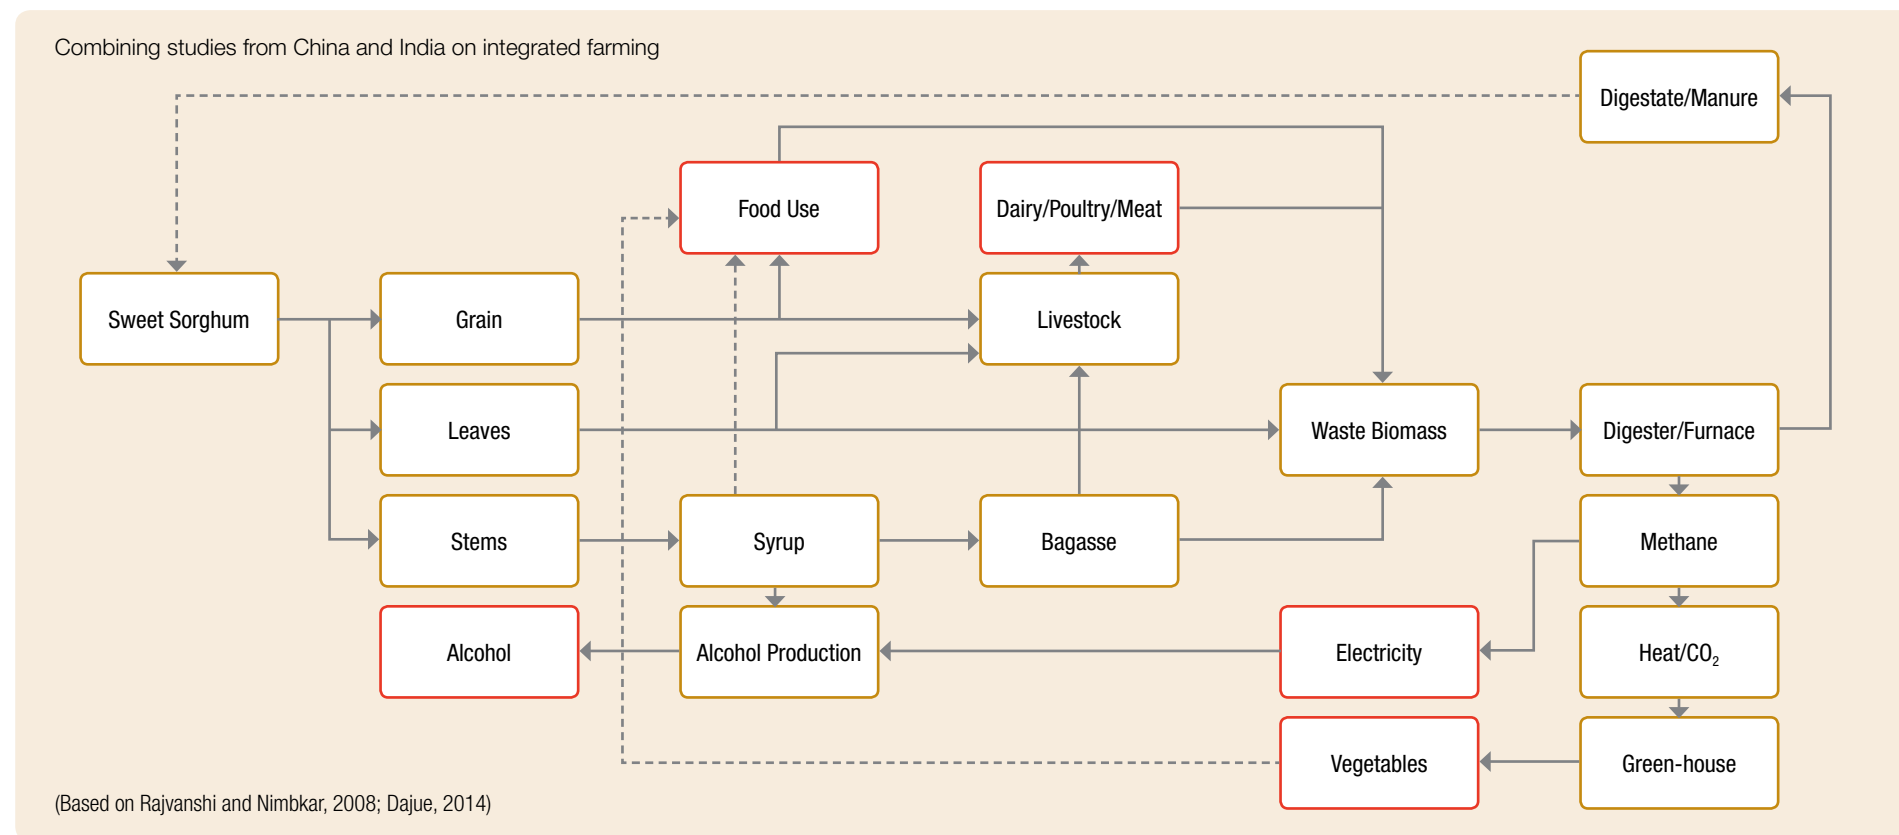 Combining studies from China and India on integrated farming
Digestate/Manure
Food Use
Dairy/Poultry/Meat
Sweet Sorghum
Grain
Livestock
Leaves
Waste Biomass
Digester/Furnace
Stems
Syrup
Bagasse
Methane
Alcohol
Alcohol Production
Electricity
Heat/CO₂
Vegetables
Green-house
(Based on Rajvanshi and Nimbkar, 2008; Dajue, 2014)